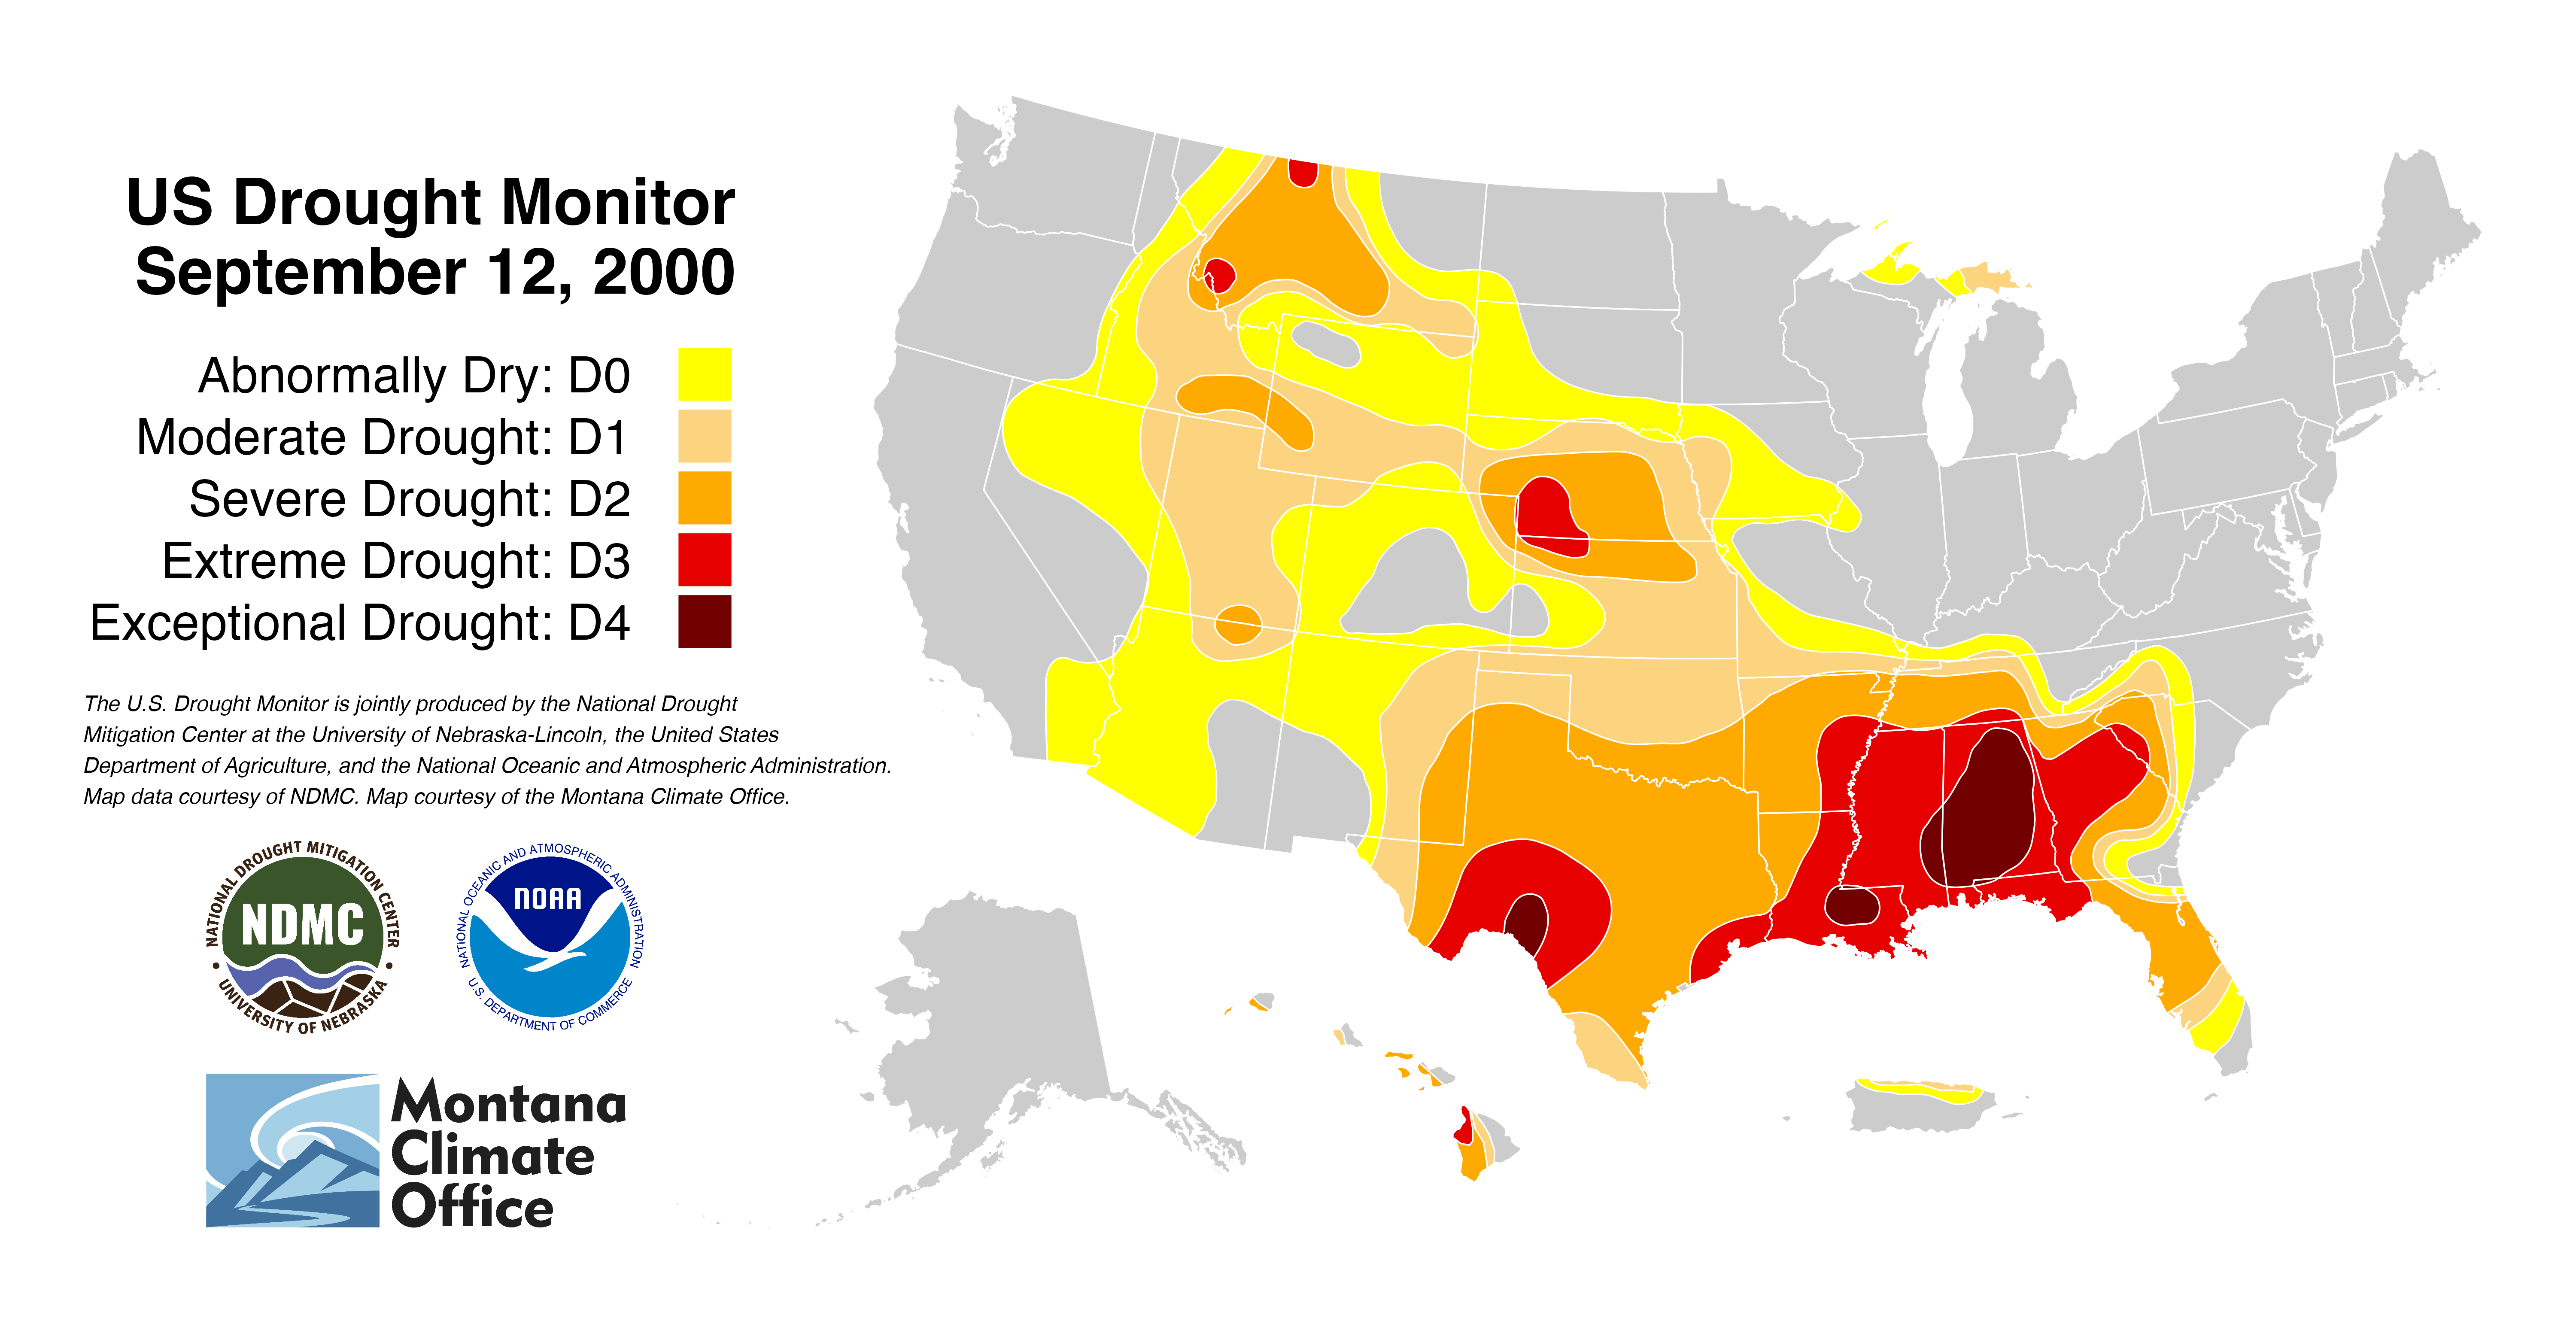 US Drought Monitor
September 12, 2000
Abnormally Dry: D0
Moderate Drought: D1
Severe Drought: D2
Extreme Drought: D3
Exceptional Drought: D4
The U.S. Drought Monitor is jointly produced by the National Drought
Mitigation Center at the University of Nebraska-Lincoln, the United States
Department of Agriculture, and the National Oceanic and Atmospheric Administration.
Map data courtesy of NDMC. Map courtesy of the Montana Climate Office.
NATIONAL DROUGHT MITIGATION CENTER
NDMC
• UNIVERSITY OF NEBRASKA •
NATIONAL OCEANIC AND ATMOSPHERIC ADMINISTRATION
NOAA
U.S. DEPARTMENT OF COMMERCE
Montana
Climate
Office